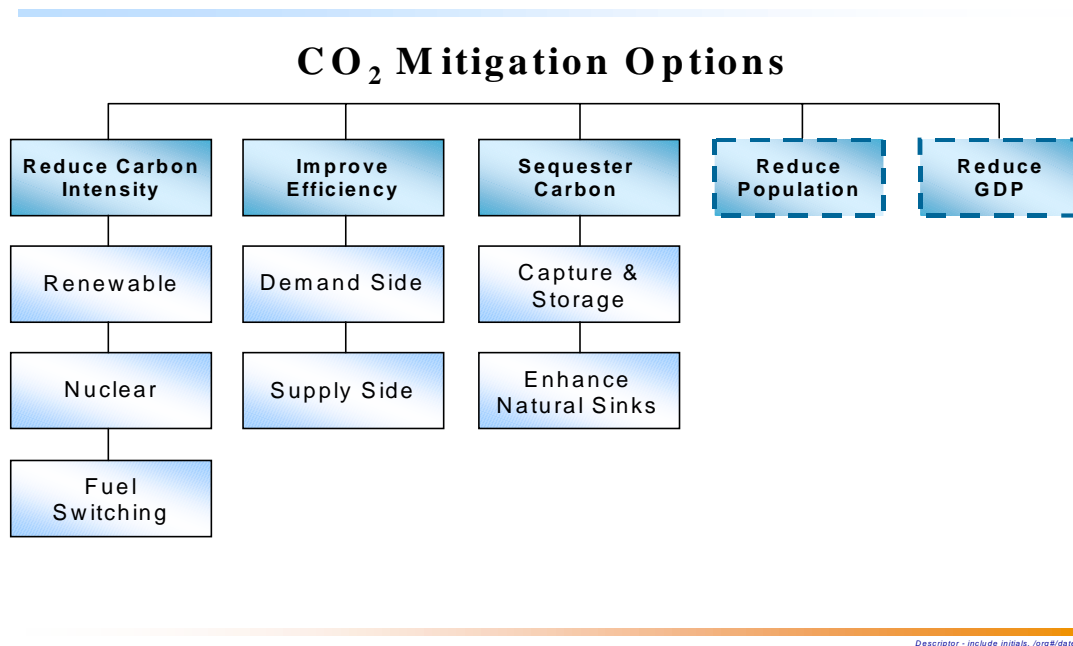 CO₂ Mitigation Options
Reduce Carbon
Intensity
Improve
Efficiency
Sequester
Carbon
Reduce
Population
Reduce
GDP
Renewable
Demand Side
Capture &
Storage
Nuclear
Supply Side
Enhance
Natural Sinks
Fuel
Switching
Descriptor - include initials, /org#/date